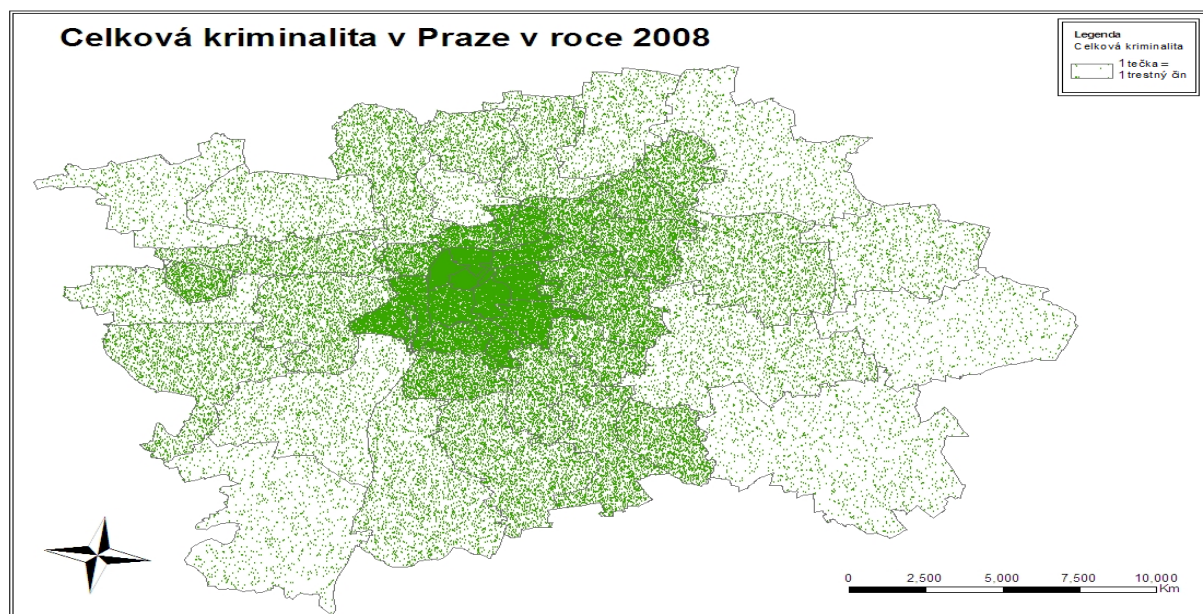 Celková kriminalita v Praze v roce 2008
Legenda
Celková kriminalita
1 tečka =
1 trestný čin
0 2,500 5,000 7,500 10,000
Km